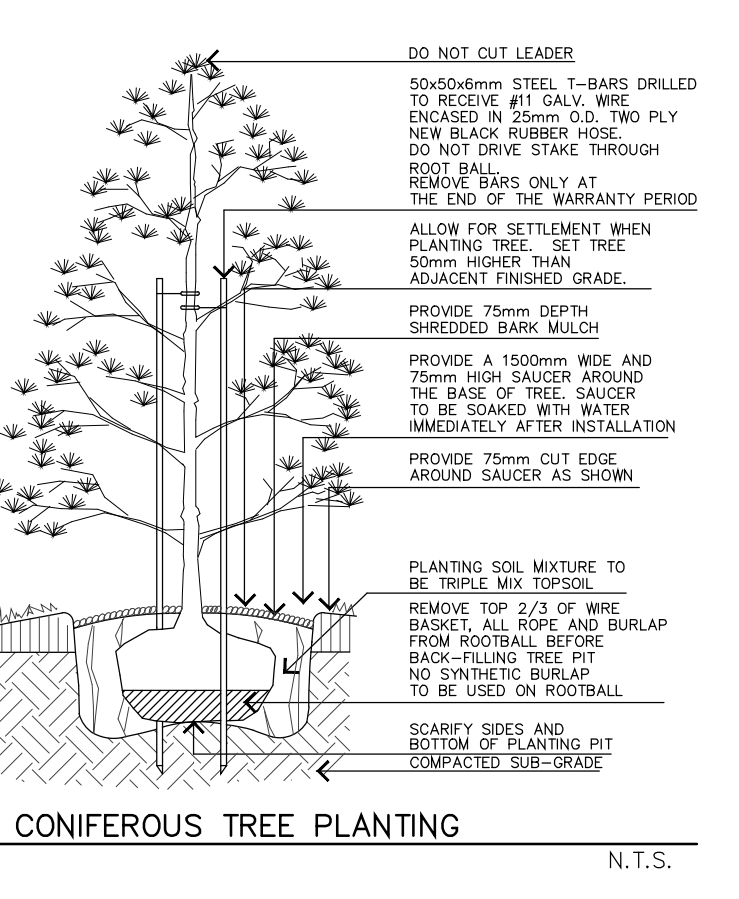 DO NOT CUT LEADER
50x50x6mm STEEL T-BARS DRILLED
TO RECEIVE #11 GALV. WIRE
ENCASED IN 25mm O.D. TWO PLY
NEW BLACK RUBBER HOSE.
DO NOT DRIVE STAKE THROUGH
ROOT BALL.
REMOVE BARS ONLY AT
THE END OF THE WARRANTY PERIOD
ALLOW FOR SETTLEMENT WHEN
PLANTING TREE. SET TREE
50mm HIGHER THAN
ADJACENT FINISHED GRADE.
PROVIDE 75mm DEPTH
SHREDDED BARK MULCH
PROVIDE A 1500mm WIDE AND
75mm HIGH SAUCER AROUND
THE BASE OF TREE. SAUCER
TO BE SOAKED WITH WATER
IMMEDIATELY AFTER INSTALLATION
PROVIDE 75mm CUT EDGE
AROUND SAUCER AS SHOWN
PLANTING SOIL MIXTURE TO
BE TRIPLE MIX TOPSOIL
REMOVE TOP 2/3 OF WIRE
BASKET, ALL ROPE AND BURLAP
FROM ROOTBALL BEFORE
BACK-FILLING TREE PIT
NO SYNTHETIC BURLAP
TO BE USED ON ROOTBALL
SCARIFY SIDES AND
BOTTOM OF PLANTING PIT
COMPACTED SUB-GRADE
CONIFEROUS TREE PLANTING
N.T.S.